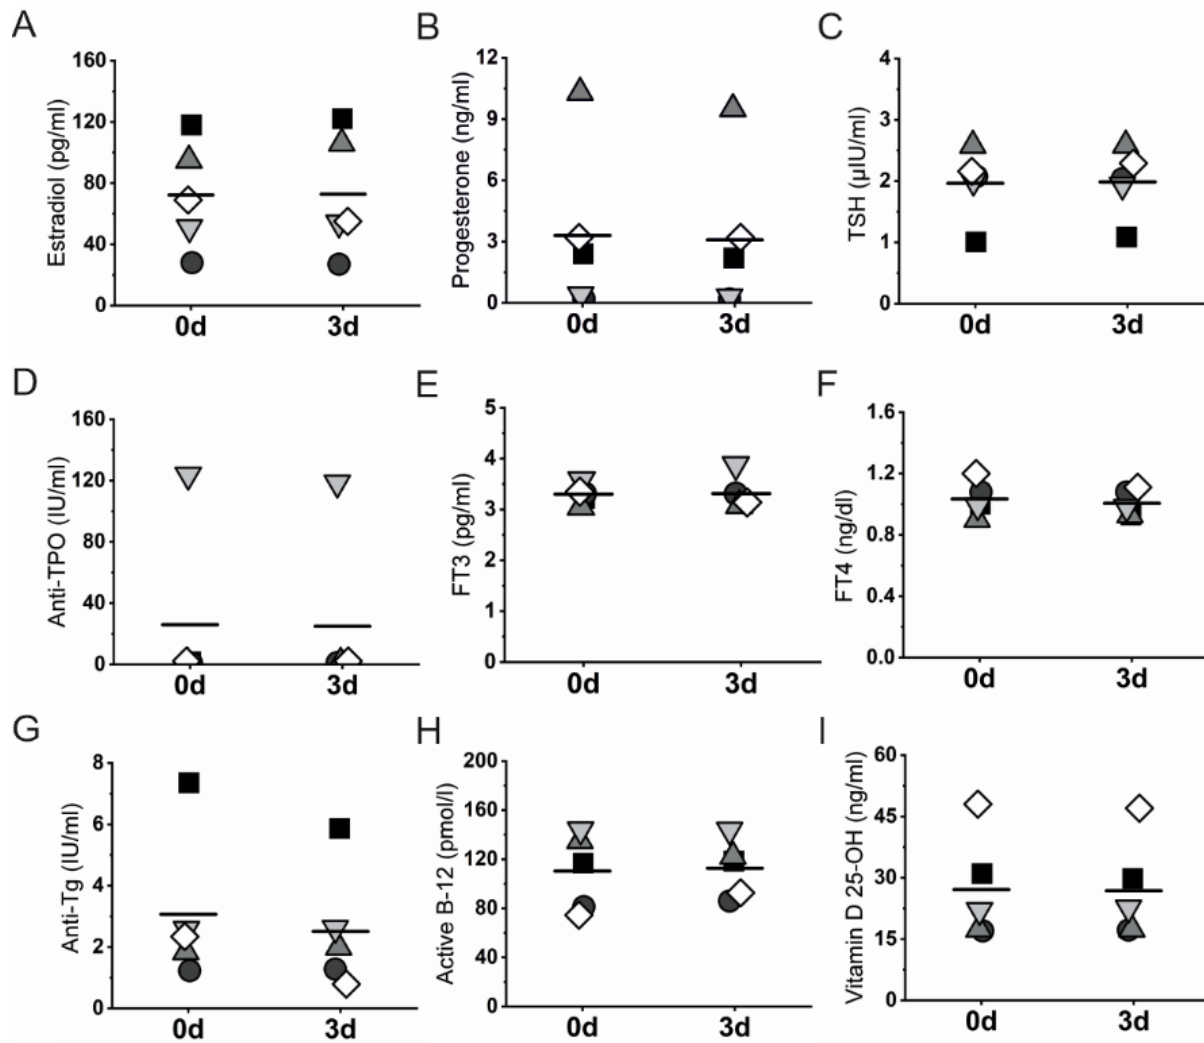 A
Estradiol (pg/ml)
160
120
80
40
0
0d
3d
B
Progesterone (ng/ml)
12
9
6
3
0
0d
3d
C
TSH (µIU/ml)
4
3
2
1
0
0d
3d
D
Anti-TPO (IU/ml)
160
120
80
40
0
0d
3d
E
FT3 (pg/ml)
5
4
3
2
1
0
0d
3d
F
FT4 (ng/dl)
1.6
1.2
0.8
0.4
0.0
0d
3d
G
Anti-Tg (IU/ml)
8
6
4
2
0
0d
3d
H
Active B-12 (pmol/l)
200
160
120
80
40
0
0d
3d
I
Vitamin D 25-OH (ng/ml)
60
45
30
15
0
0d
3d